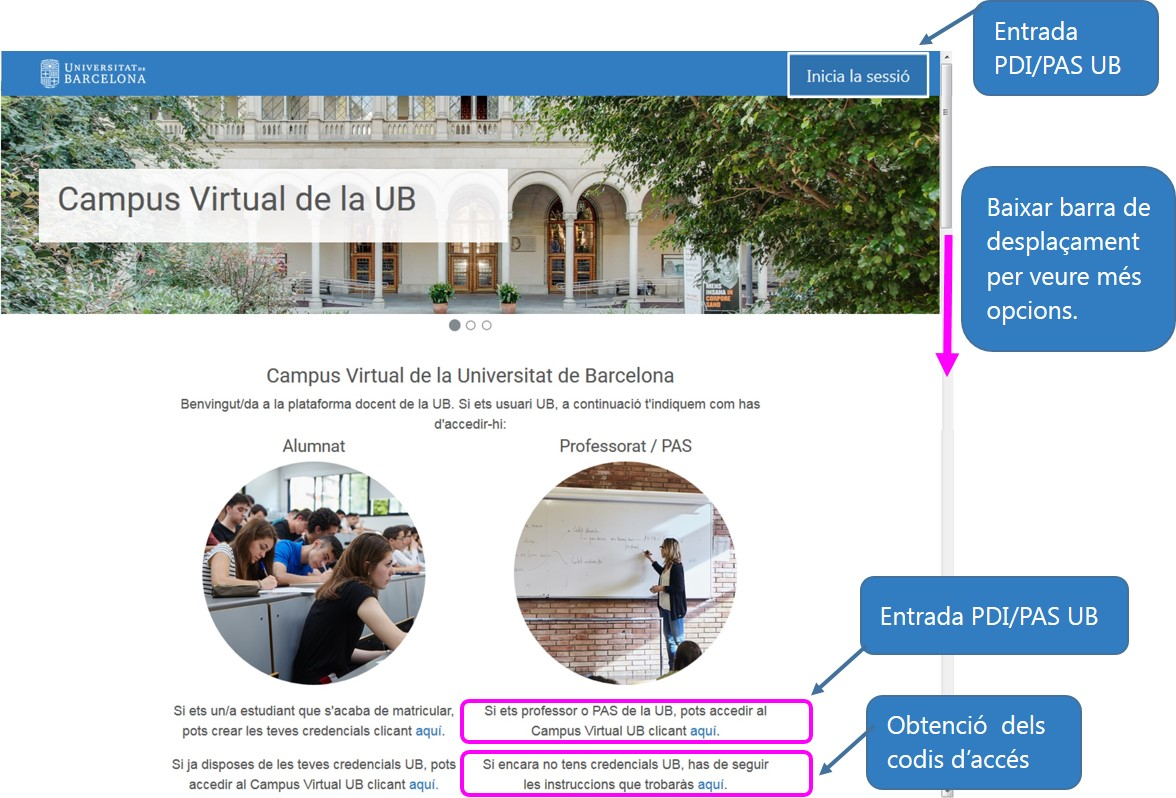 Entrada
PDI/PAS UB
UNIVERSITAT DE
BARCELONA
Inicia la sessió
Campus Virtual de la UB
MENS
INSANA IN
CORPORE
SANO
Baixar barra de
desplaçament
per veure més
opcions.
Campus Virtual de la Universitat de Barcelona
Benvingut/da a la plataforma docent de la UB. Si ets usuari UB, a continuació t'indiquem com has
d'accedir-hi:
Alumnat
Professorat / PAS
Entrada PDI/PAS UB
Si ets un/a estudiant que s'acaba de matricular,
pots crear les teves credencials clicant aquí.
Si ets professor o PAS de la UB, pots accedir al
Campus Virtual UB clicant aquí.
Obtenció dels
codis d’accés
Si ja disposes de les teves credencials UB, pots
accedir al Campus Virtual UB clicant aquí.
Si encara no tens credencials UB, has de seguir
les instruccions que trobaràs aquí.